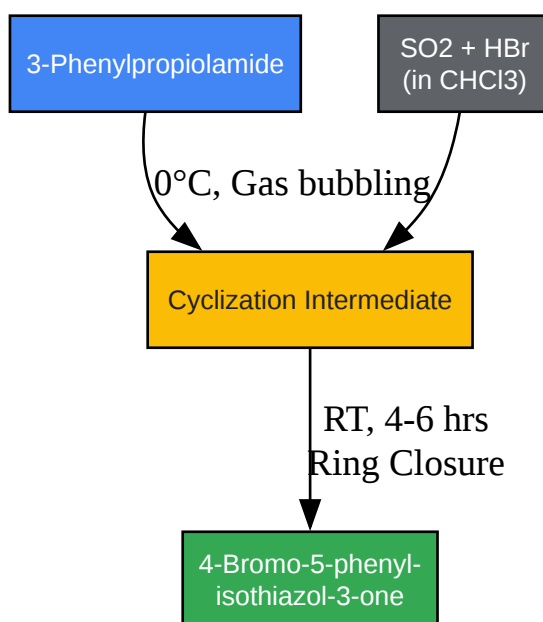 3-Phenylpropiolamide
SO2 + HBr
(in CHCl3)
0°C, Gas bubbling
Cyclization Intermediate
RT, 4-6 hrs
Ring Closure
4-Bromo-5-phenyl-
isothiazol-3-one